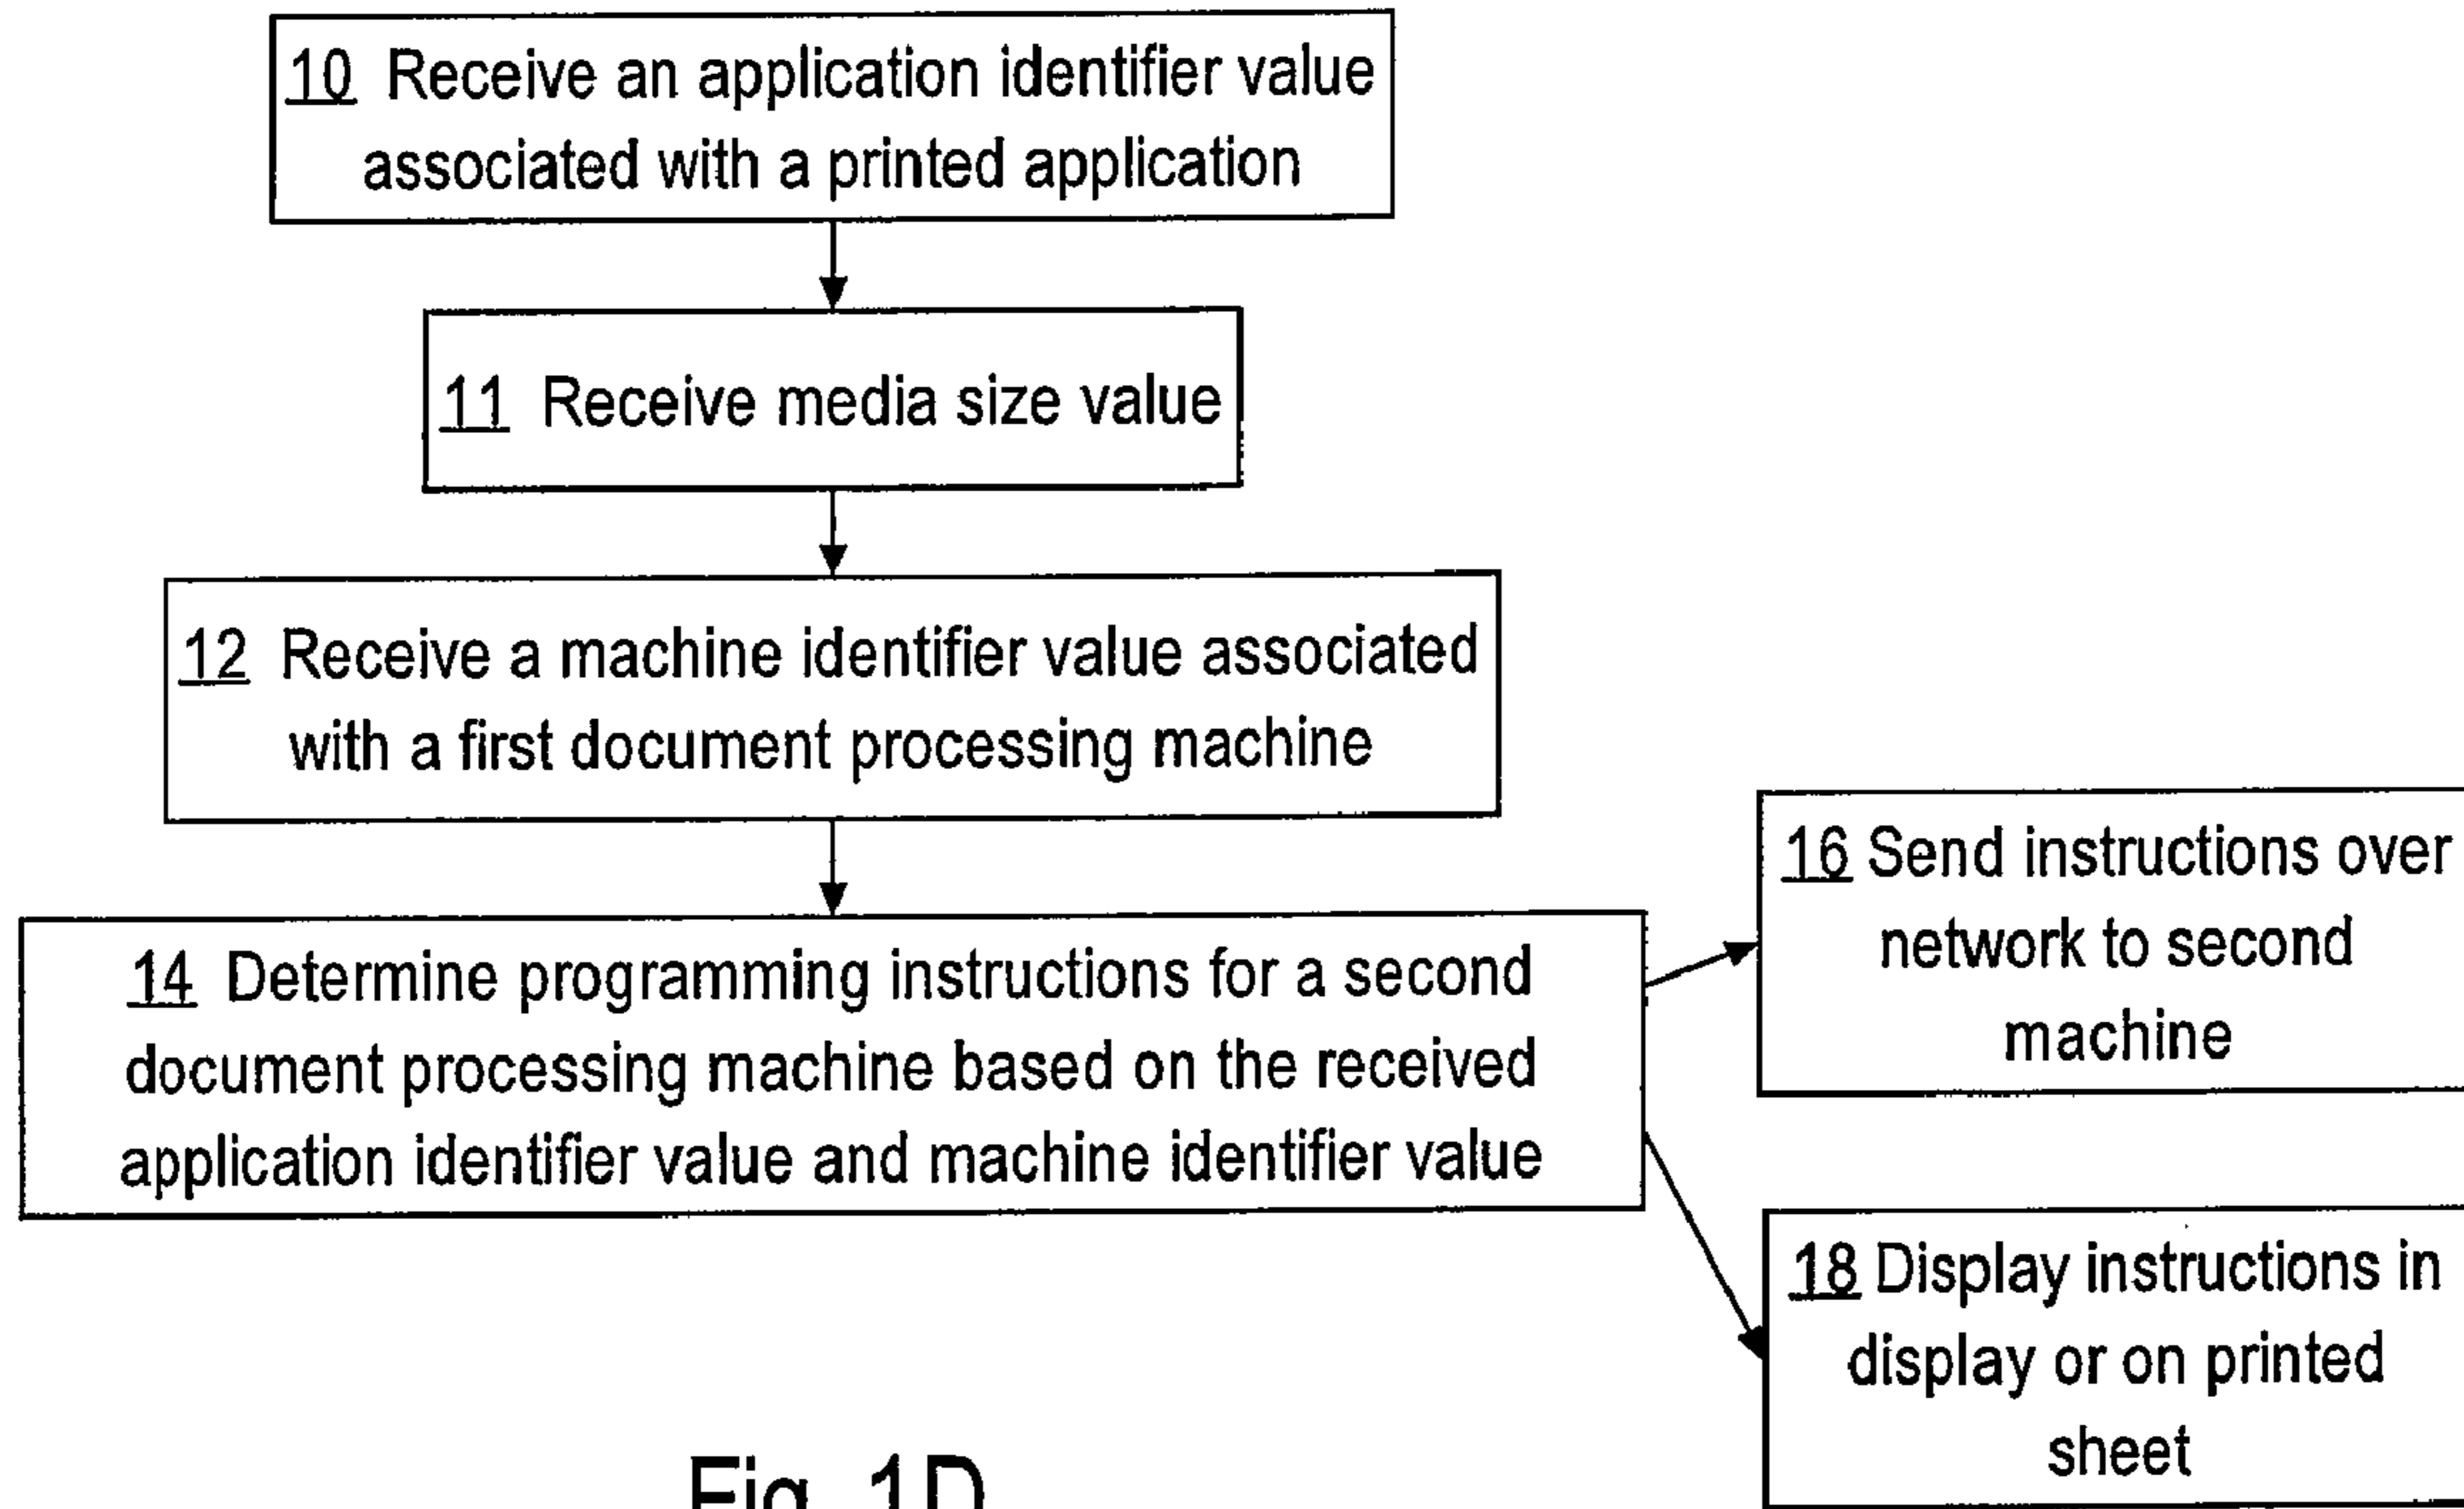 10 Receive an application identifier value
associated with a printed application
11 Receive media size value
12 Receive a machine identifier value associated
with a first document processing machine
14 Determine programming instructions for a second
document processing machine based on the received
application identifier value and machine identifier value
16 Send instructions over
network to second
machine
18 Display instructions in
display or on printed
sheet
Fig. 1D